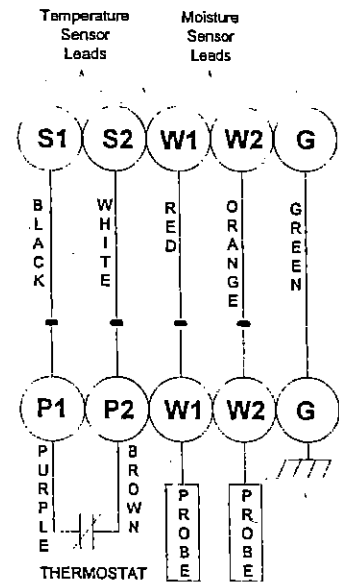 Temperature Sensor Leads
Moisture Sensor Leads
S1 S2 W1 W2 G
BLACK
WHITE
RED
ORANGE
GREEN
P1 P2 W1 W2 G
PURPLE
BROWN
PROBE
PROBE
THERMOSTAT